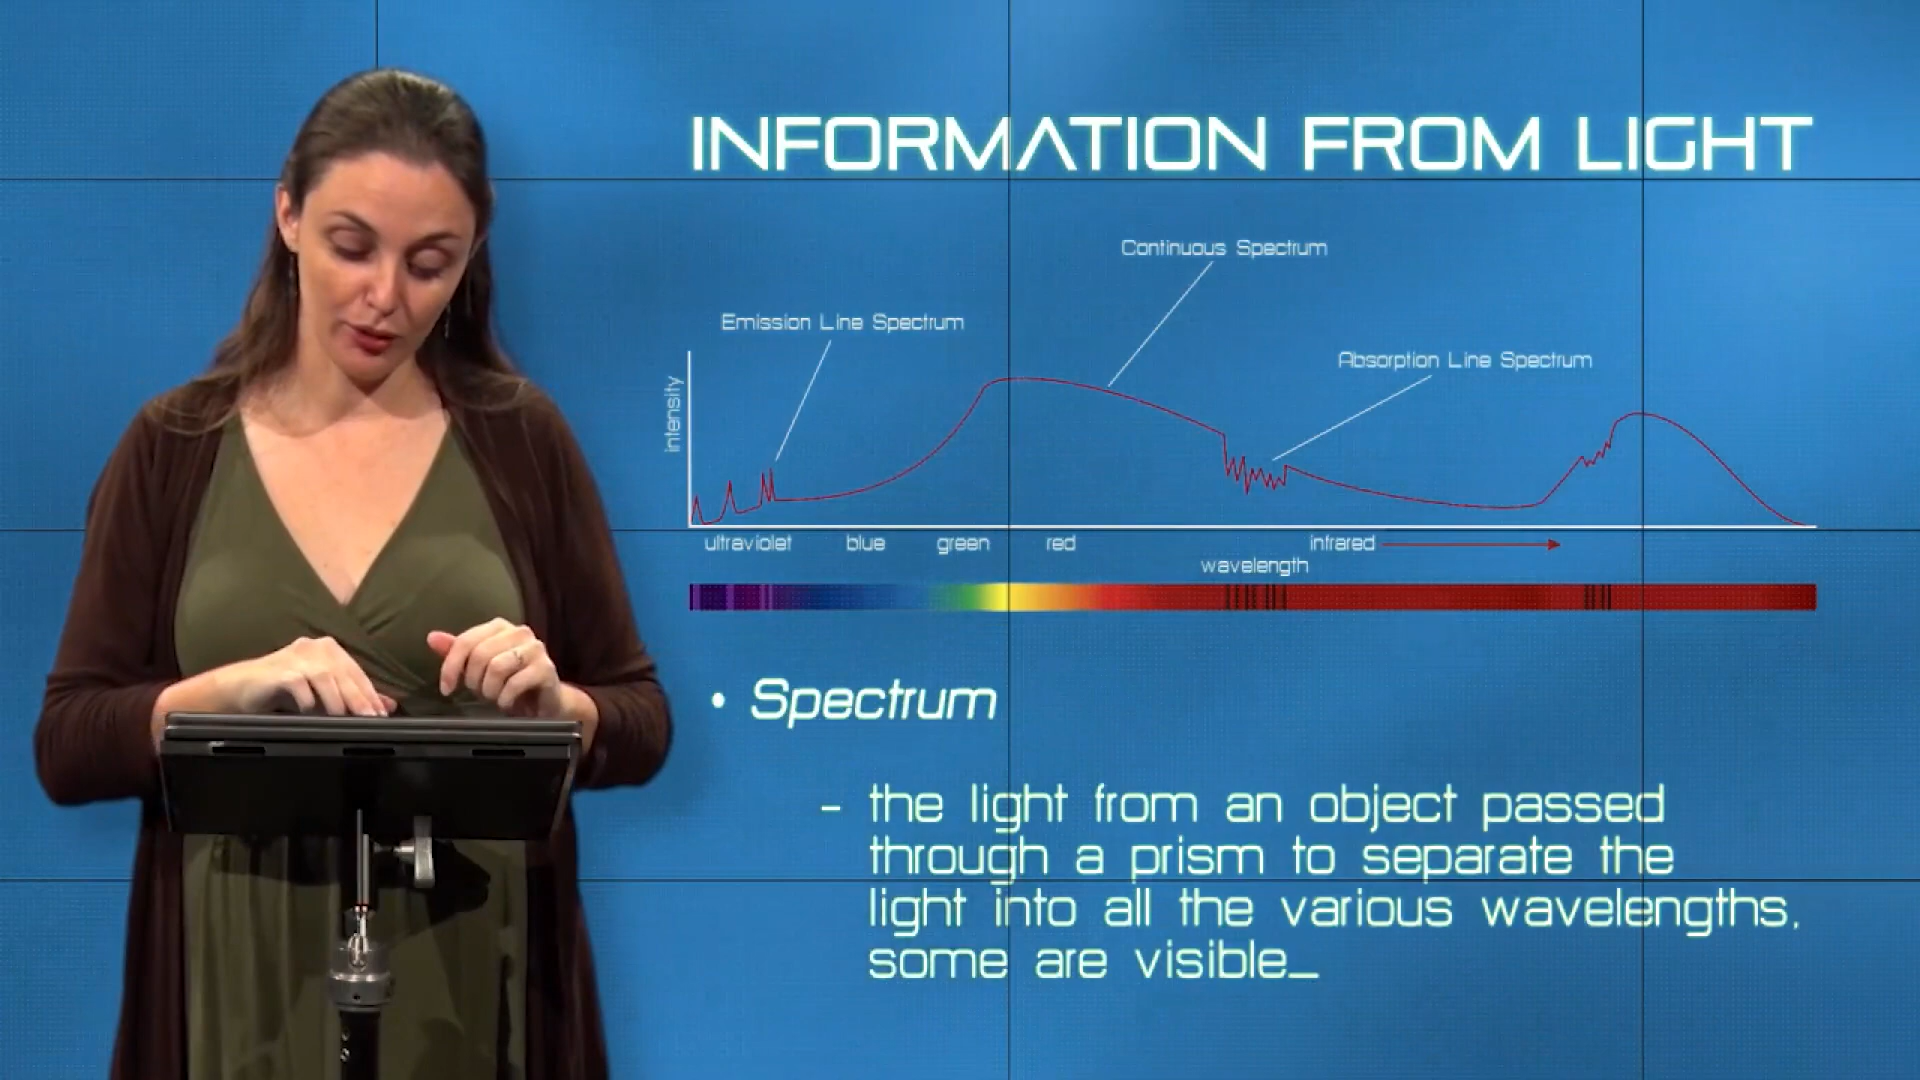 INFORMATION FROM LIGHT
Continuous Spectrum
Emission Line Spectrum
Absorption Line Spectrum
intensity
ultraviolet blue green red infrared
wavelength
• Spectrum
- the light from an object passed
through a prism to separate the
light into all the various wavelengths,
some are visible_